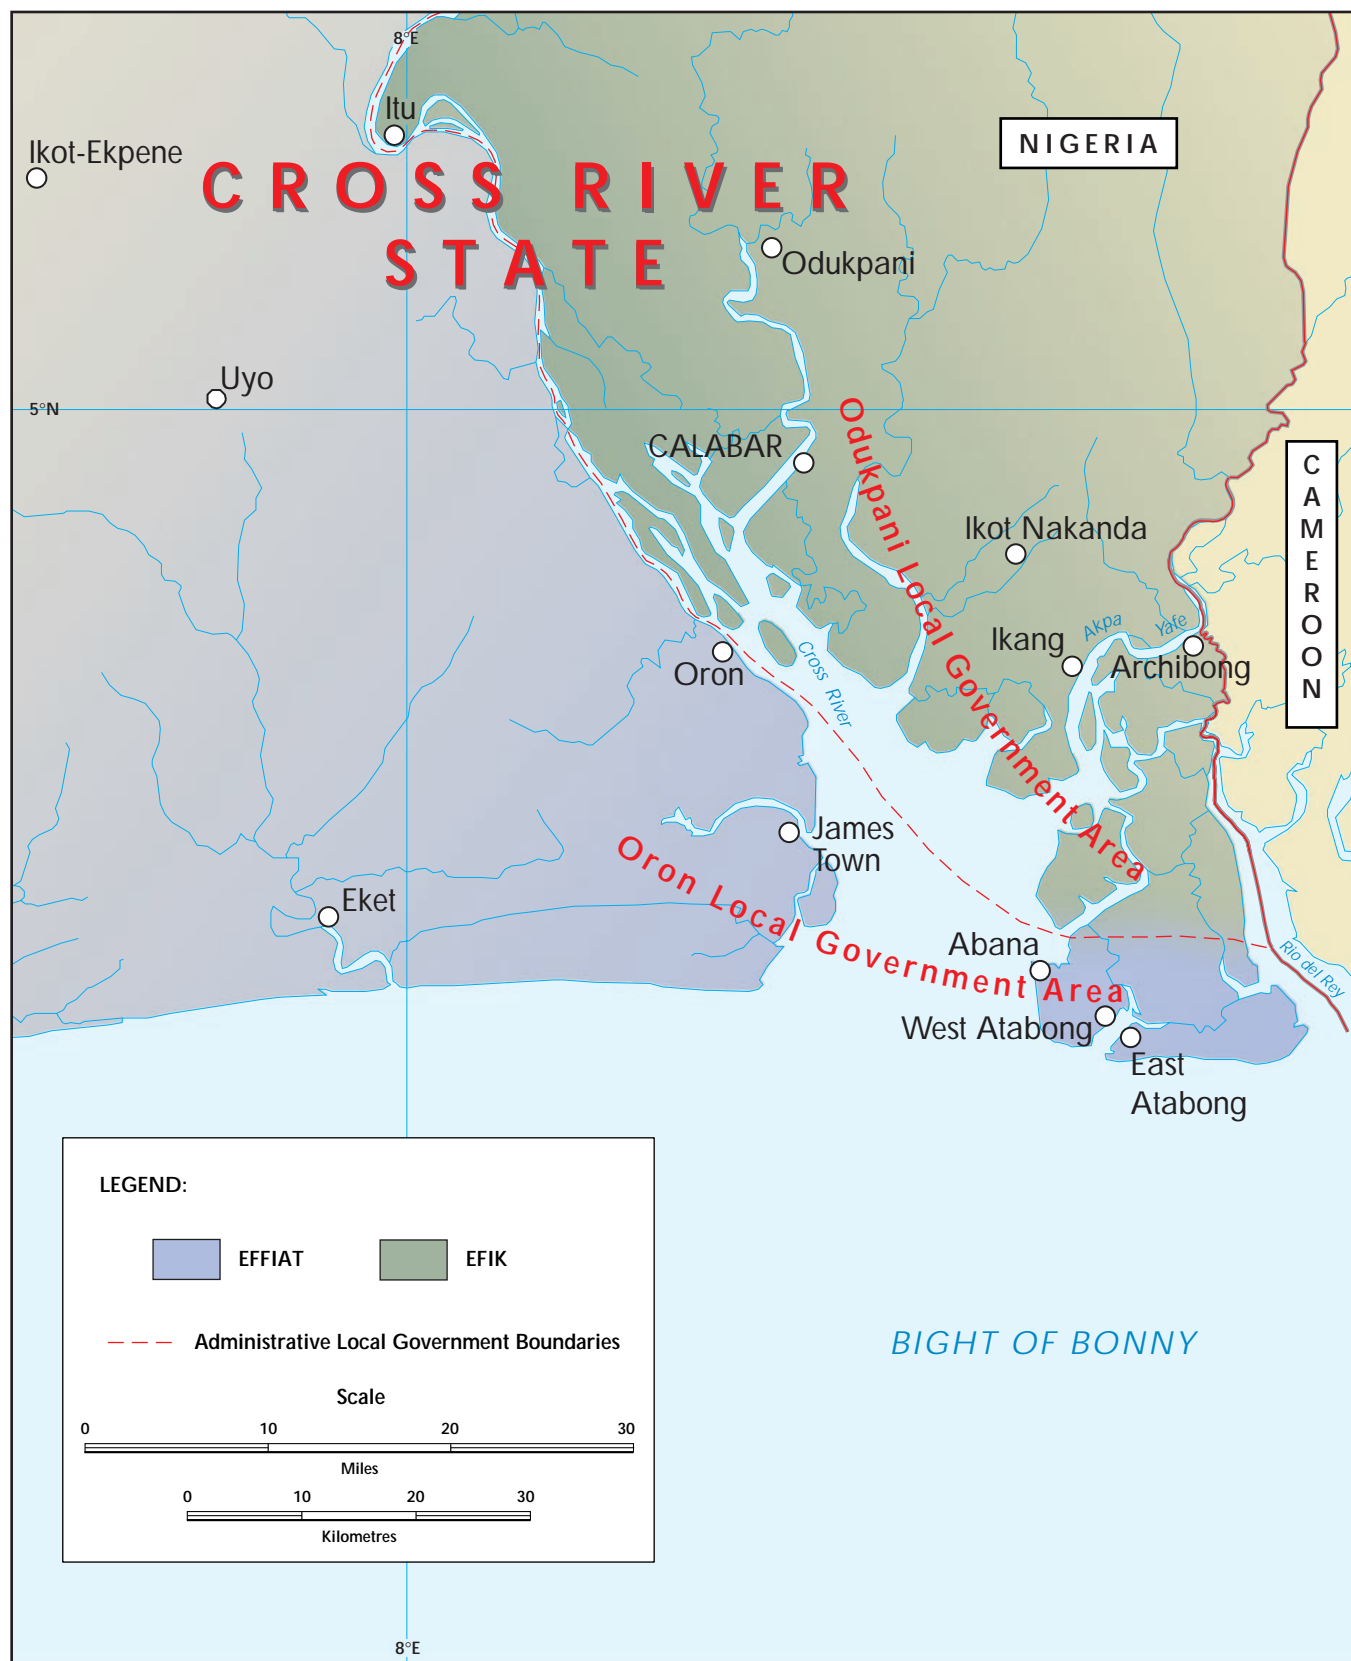 8°E
Itu
Ikot-Ekpene
NIGERIA
CROSS RIVER
STATE
Odukpani
Uyo
5°N
CALABAR
Odukpani Local Government Area
CAMEROON
Ikot Nakanda
Akpa Yafe
Ikang
Archibong
Oron
Cross River
James
Town
Oron Local Government Area
Eket
Abana
Rio del Rey
West Atabong
East
Atabong
LEGEND:
EFFIAT
EFIK
Administrative Local Government Boundaries
Scale
0 10 20 30
Miles
0 10 20 30
Kilometres
BIGHT OF BONNY
8°E